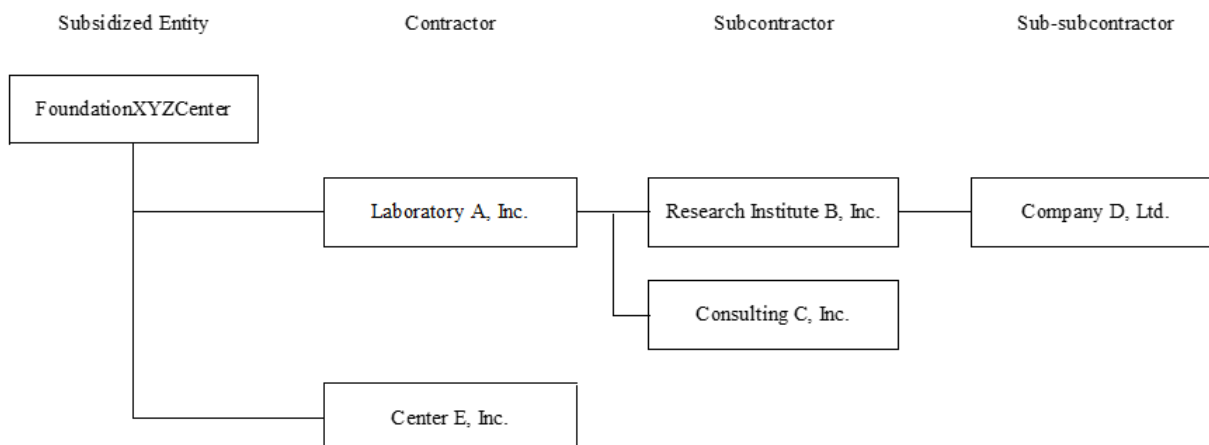 Subsidized Entity
Contractor
Subcontractor
Sub-subcontractor
FoundationXYZCenter
Laboratory A, Inc.
Research Institute B, Inc.
Company D, Ltd.
Consulting C, Inc.
Center E, Inc.